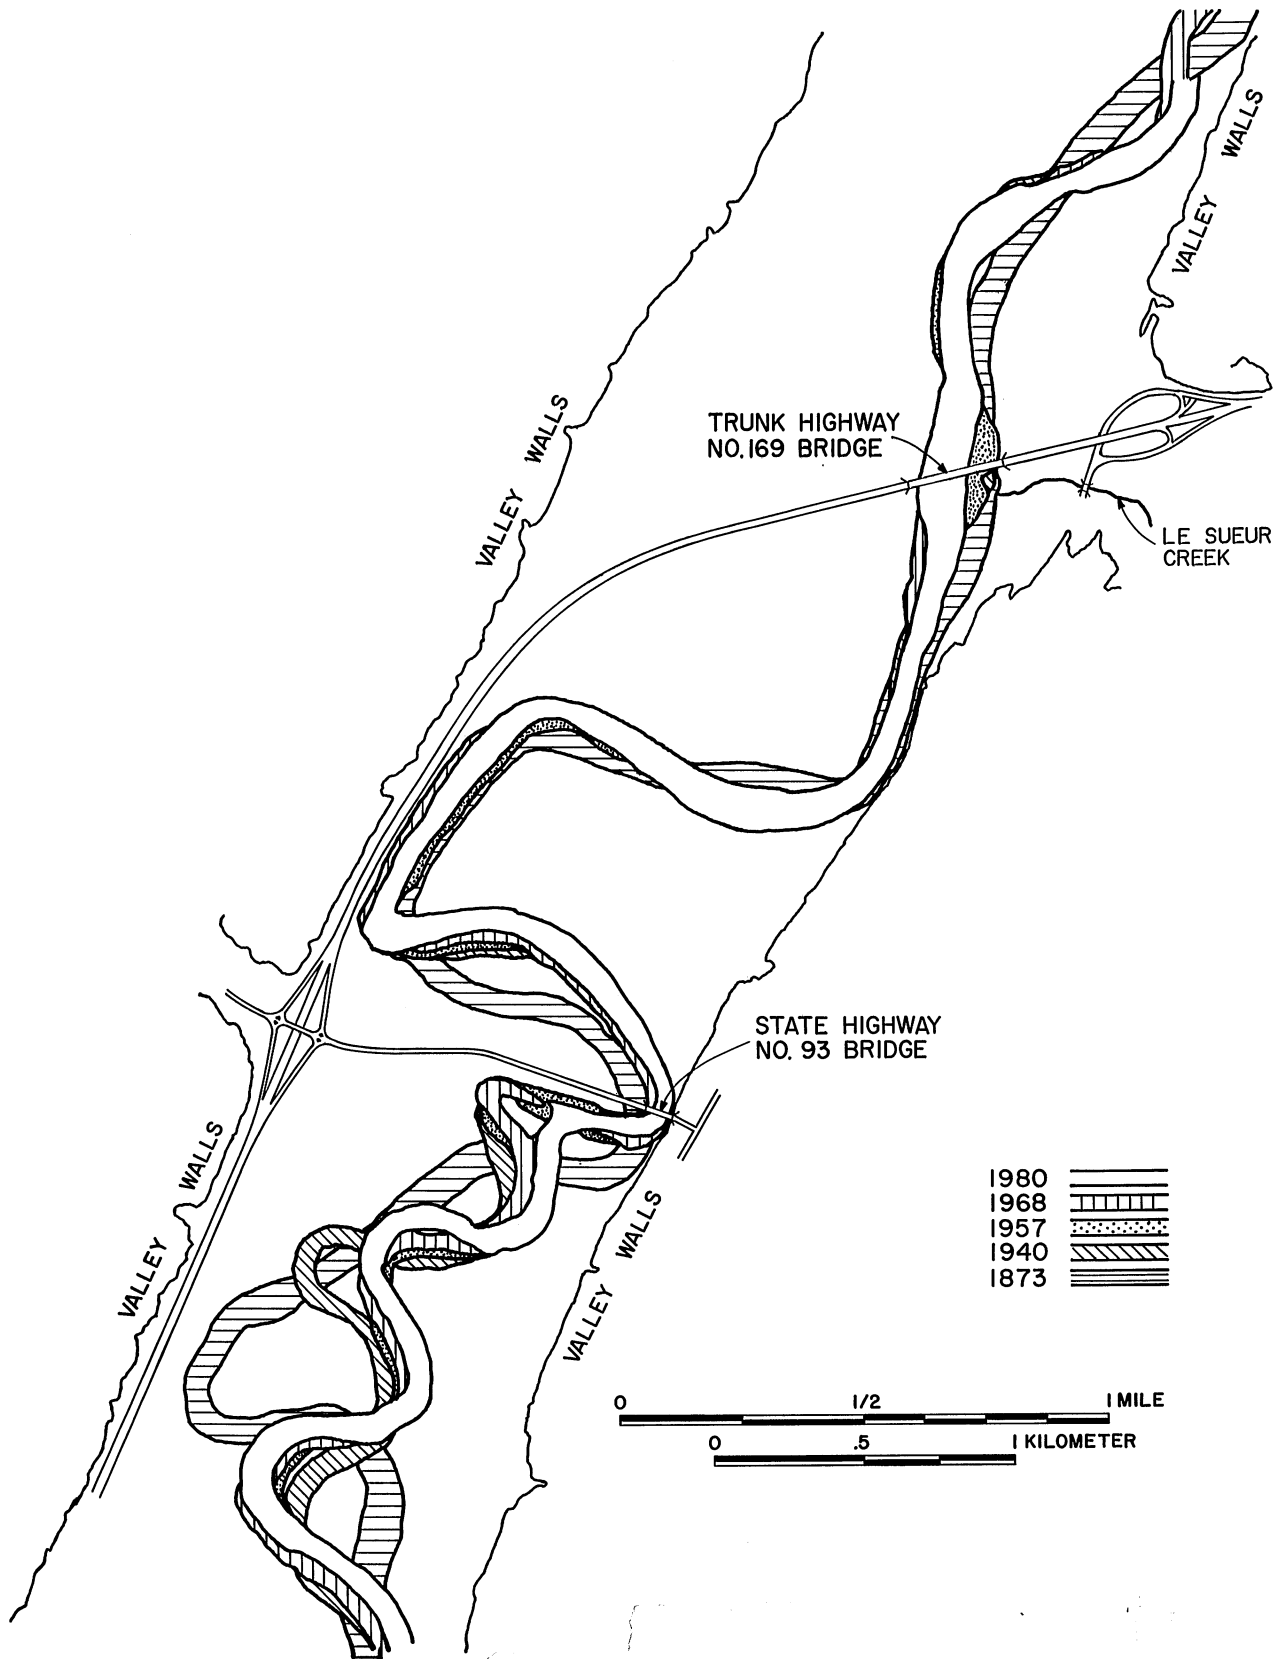 VALLEY WALLS
VALLEY WALLS
TRUNK HIGHWAY
NO. 169 BRIDGE
LE SUEUR
CREEK
STATE HIGHWAY
NO. 93 BRIDGE
VALLEY WALLS
VALLEY WALLS
1980
1968
1957
1940
1873
0 1/2 1 MILE
0 .5 1 KILOMETER